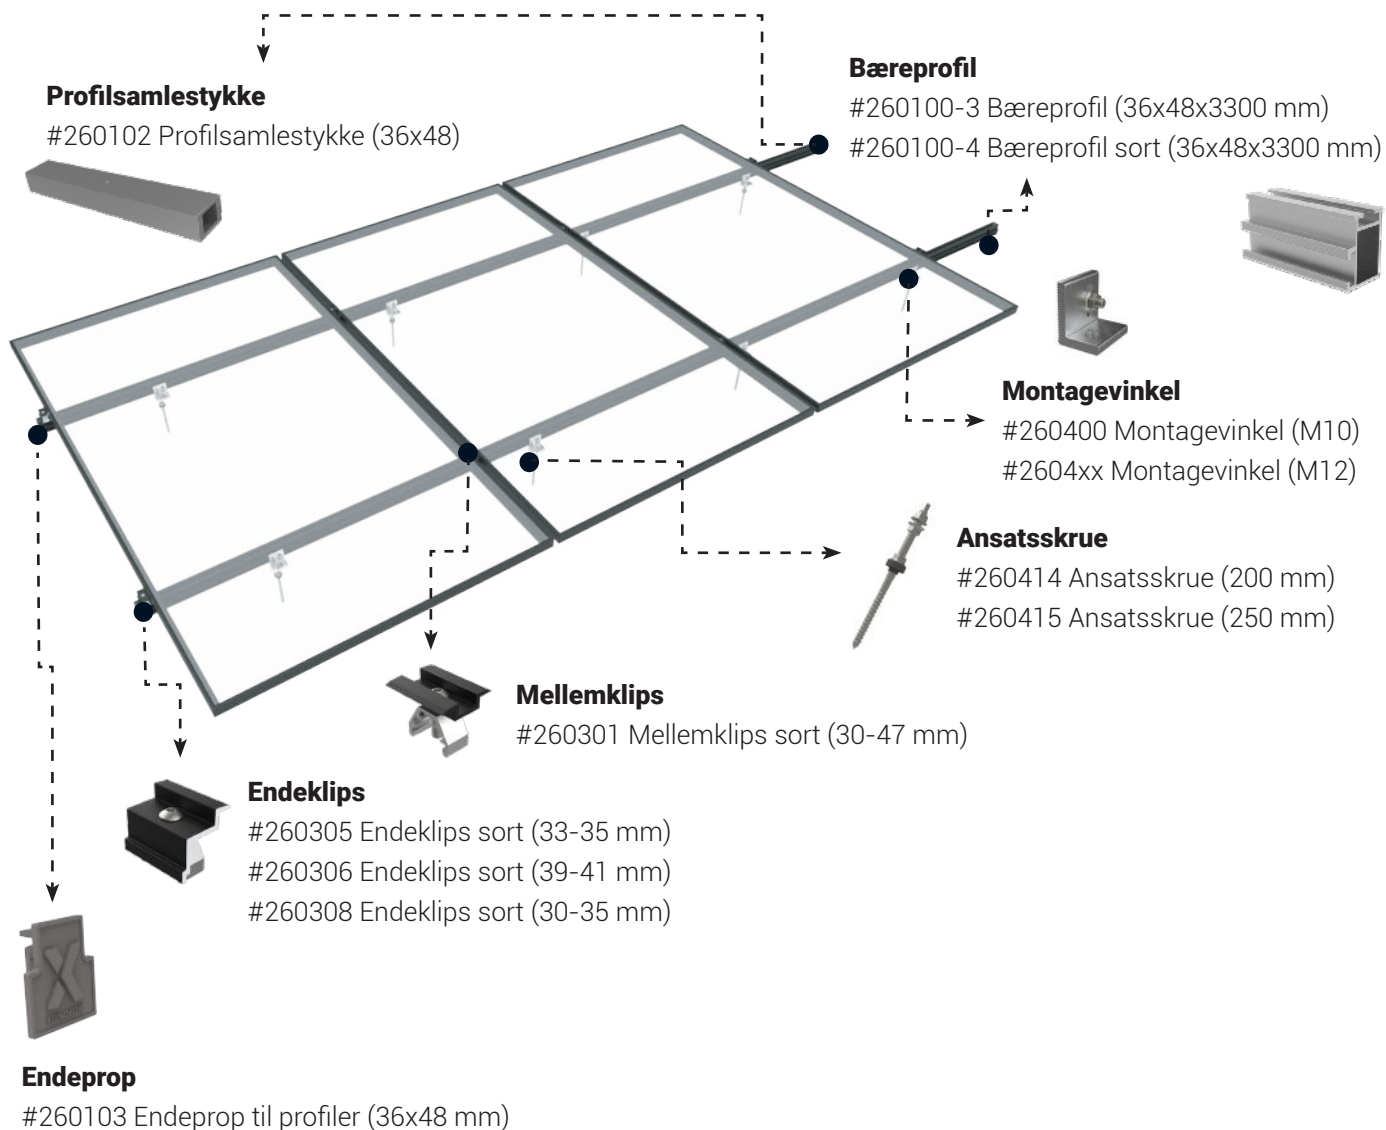 Profilsamlestykke
#260102 Profilsamlestykke (36x48)
Bæreprofil
#260100-3 Bæreprofil (36x48x3300 mm)
#260100-4 Bæreprofil sort (36x48x3300 mm)
Montagevinkel
#260400 Montagevinkel (M10)
#2604xx Montagevinkel (M12)
Ansatsskrue
#260414 Ansatsskrue (200 mm)
#260415 Ansatsskrue (250 mm)
Mellemklips
#260301 Mellemklips sort (30-47 mm)
Endeklips
#260305 Endeklips sort (33-35 mm)
#260306 Endeklips sort (39-41 mm)
#260308 Endeklips sort (30-35 mm)
X
Endeprop
#260103 Endeprop til profiler (36x48 mm)